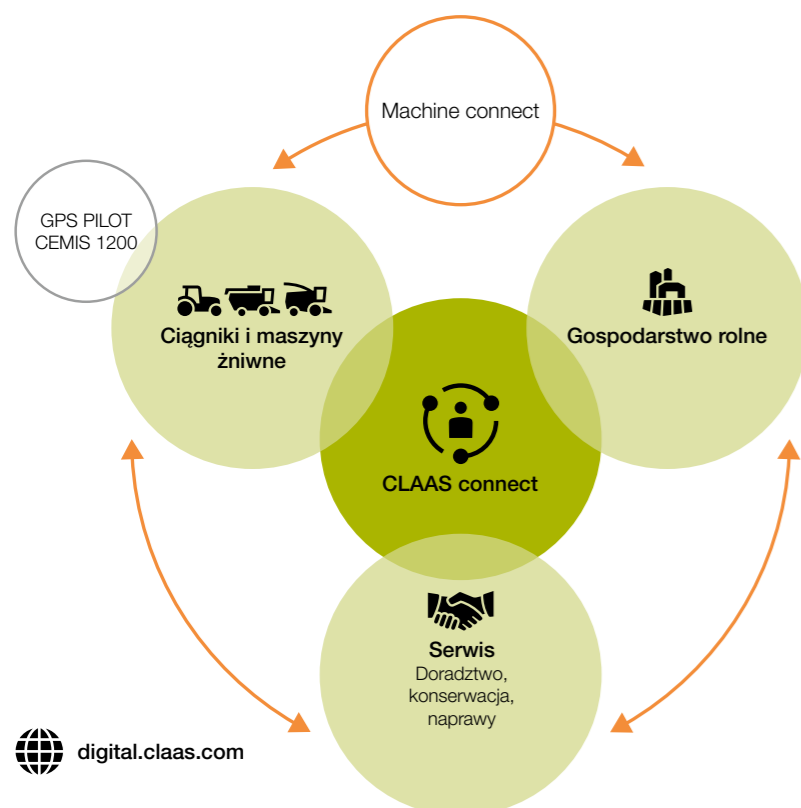 Machine connect
GPS PILOT
CEMIS 1200
Ciągniki i maszyny
żniwne
Gospodarstwo rolne
CLAAS connect
Serwis
Doradztwo,
konserwacja,
naprawy
digital.claas.com